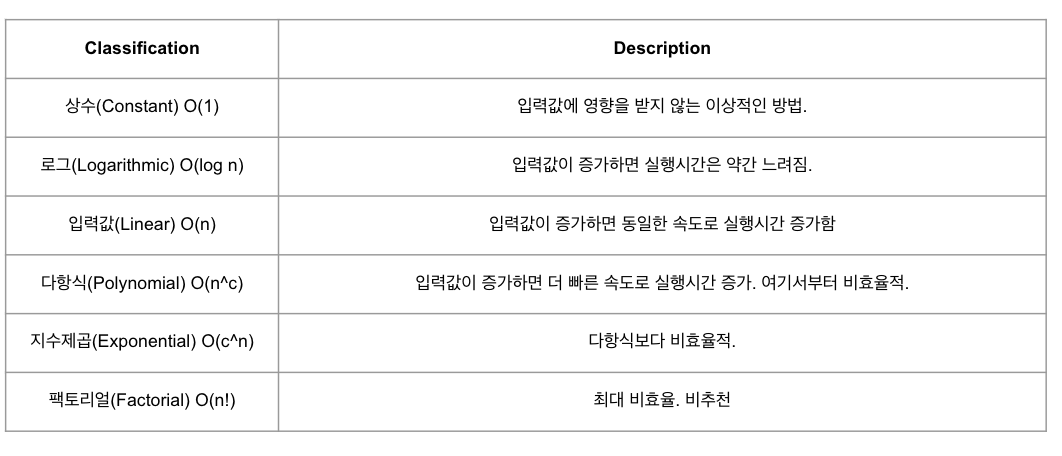 Classification Description
상수(Constant) O(1) 입력값에 영향을 받지 않는 이상적인 방법.
로그(Logarithmic) O(log n) 입력값이 증가하면 실행시간은 약간 느려짐.
입력값(Linear) O(n) 입력값이 증가하면 동일한 속도로 실행시간 증가함
다항식(Polynomial) O(n^c) 입력값이 증가하면 더 빠른 속도로 실행시간 증가. 여기서부터 비효율적.
지수제곱(Exponential) O(c^n) 다항식보다 비효율적.
팩토리얼(Factorial) O(n!) 최대 비효율. 비추천